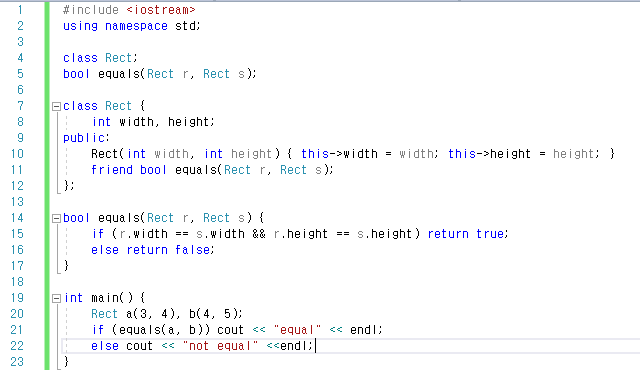 1 #include <iostream>
2 using namespace std;
3
4 class Rect;
5 bool equals(Rect r, Rect s);
6
7 class Rect {
8 int width, height;
9 public:
10 Rect(int width, int height) { this->width = width; this->height = height; }
11 friend bool equals(Rect r, Rect s);
12 };
13
14 bool equals(Rect r, Rect s) {
15 if (r.width == s.width && r.height == s.height) return true;
16 else return false;
17 }
18
19 int main() {
20 Rect a(3, 4), b(4, 5);
21 if (equals(a, b)) cout << "equal" << endl;
22 else cout << "not equal" <<endl;
23 }